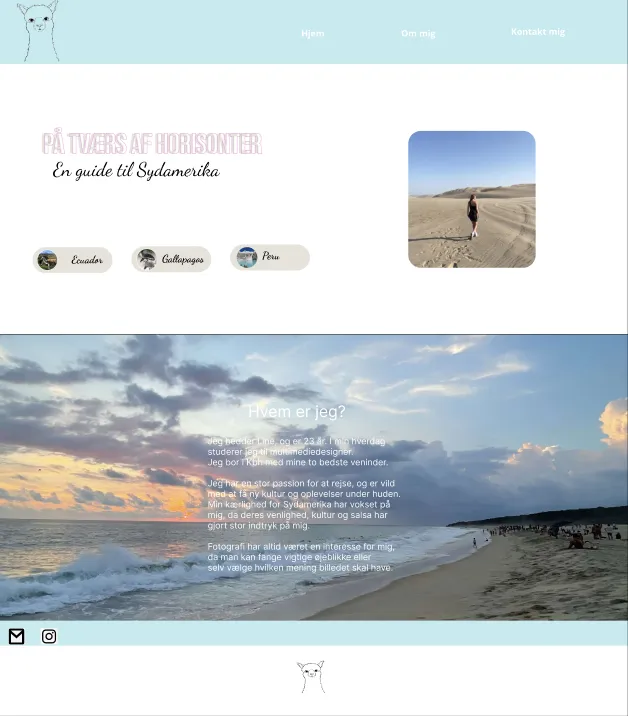 Hjem
Om mig
Kontakt mig
PÅ TVÆRS AF HORISONTER
En guide til Sydamerika
Ecuador
Gallapagos
Peru
Hvem er jeg?
Jeg hedder Line, og er 23 år. I min hverdag
studerer jeg til multimediedesigner.
Jeg bor i Kbh med mine to bedste veninder.
Jeg har en stor passion for at rejse, og er vild
med at få ny kultur og oplevelser under huden.
Min kærlighed for Sydamerika har vokset på
mig, da deres venlighed, kultur og salsa har
gjort stor indtryk på mig.
Fotografi har altid været en interesse for mig,
da man kan fange vigtige øjeblikke eller
selv vælge hvilken mening billedet skal have.